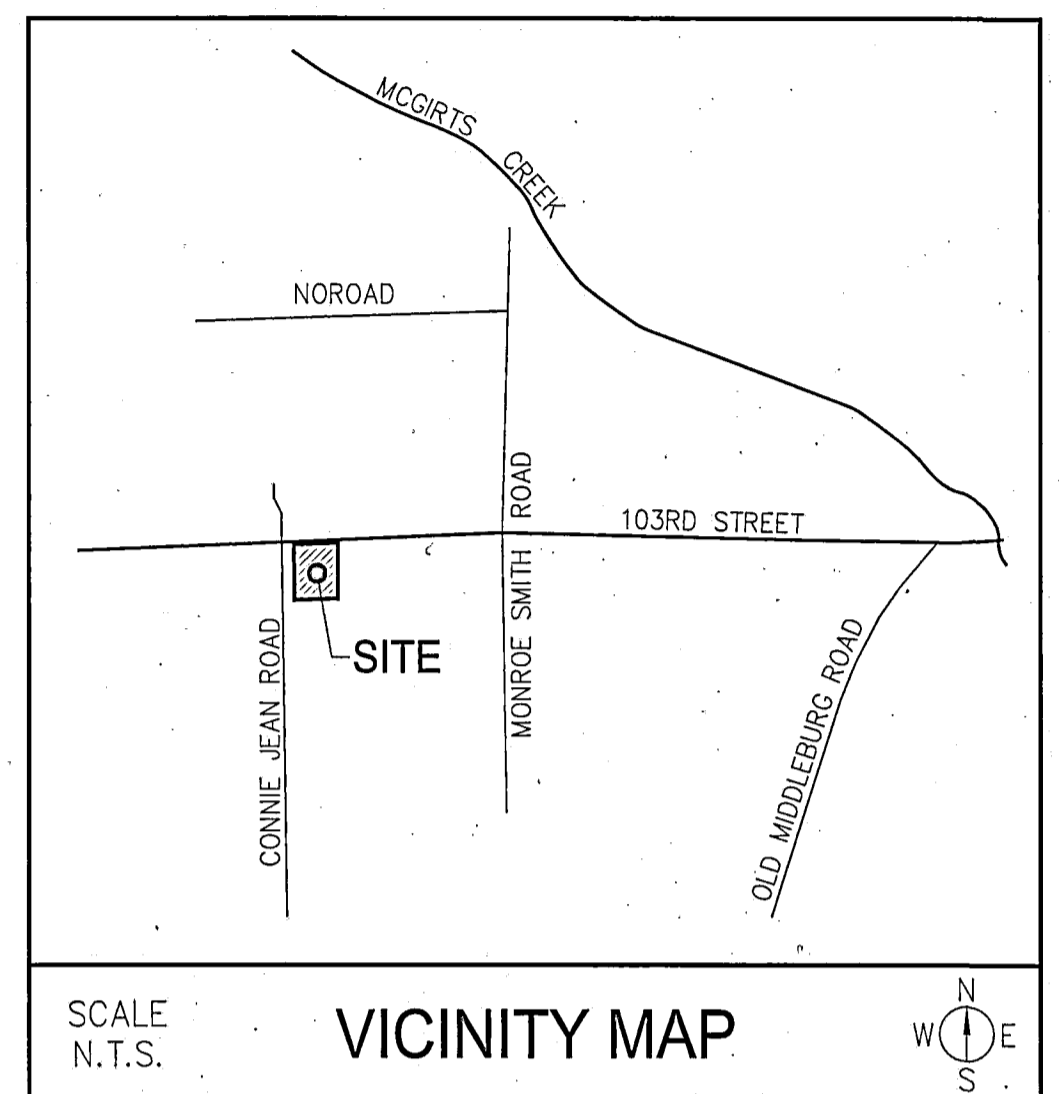 MCGIRTS CREEK
NOROAD
MONROE SMITH ROAD
103RD STREET
SITE
CONNIE JEAN ROAD
OLD MIDDLEBURG ROAD
SCALE
N.T.S.
VICINITY MAP
N
W E
S